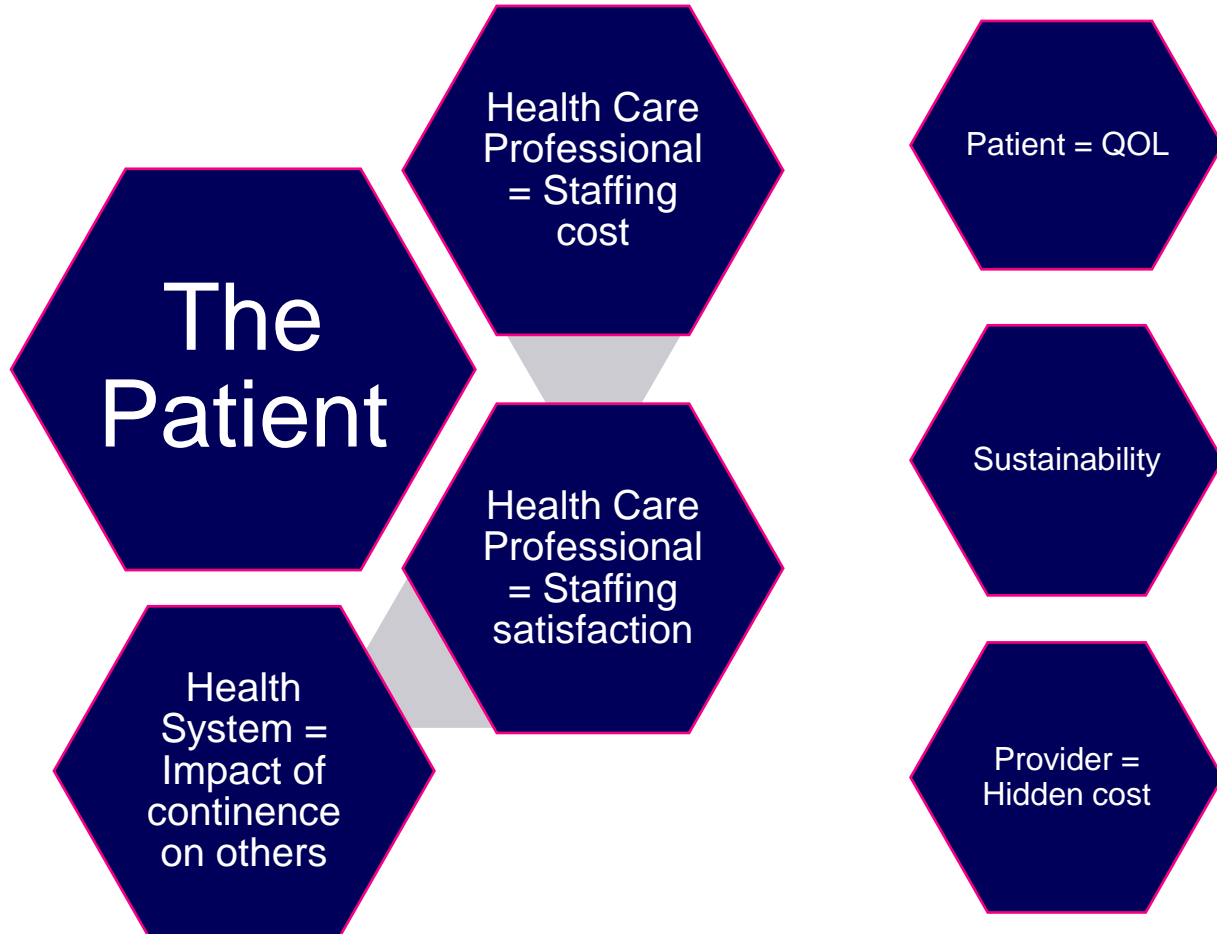 The
Patient
Health Care
Professional
= Staffing
cost
Health Care
Professional
= Staffing
satisfaction
Health
System =
Impact of
continence
on others
Patient = QOL
Sustainability
Provider =
Hidden cost